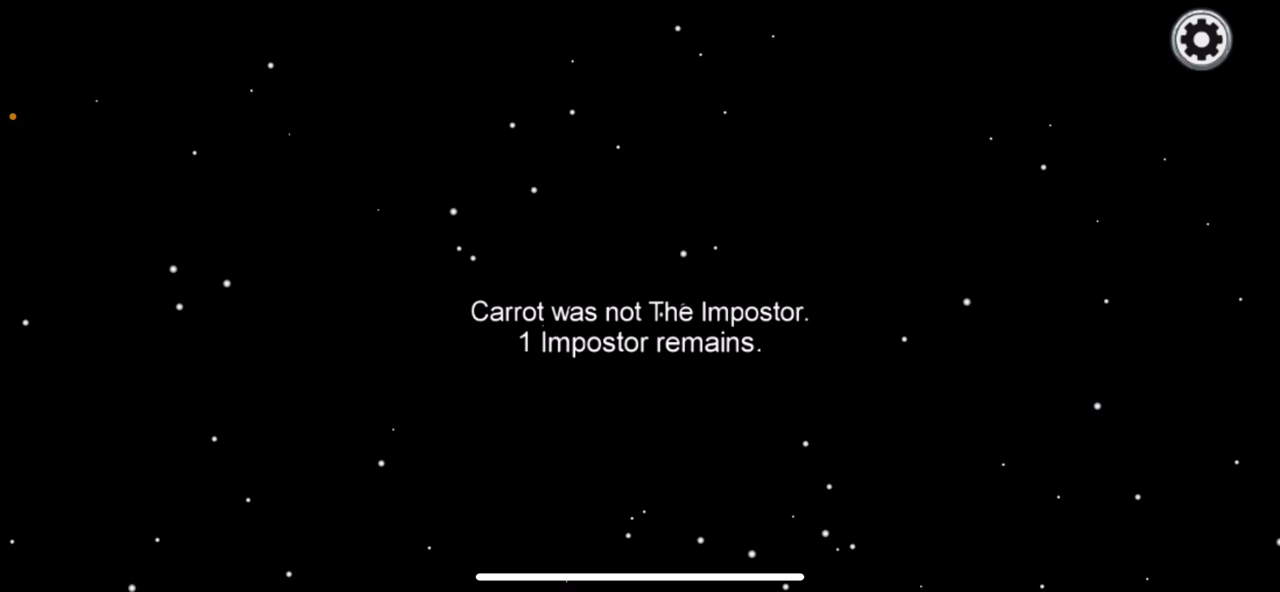 Carrot was not The Impostor.
1 Impostor remains.